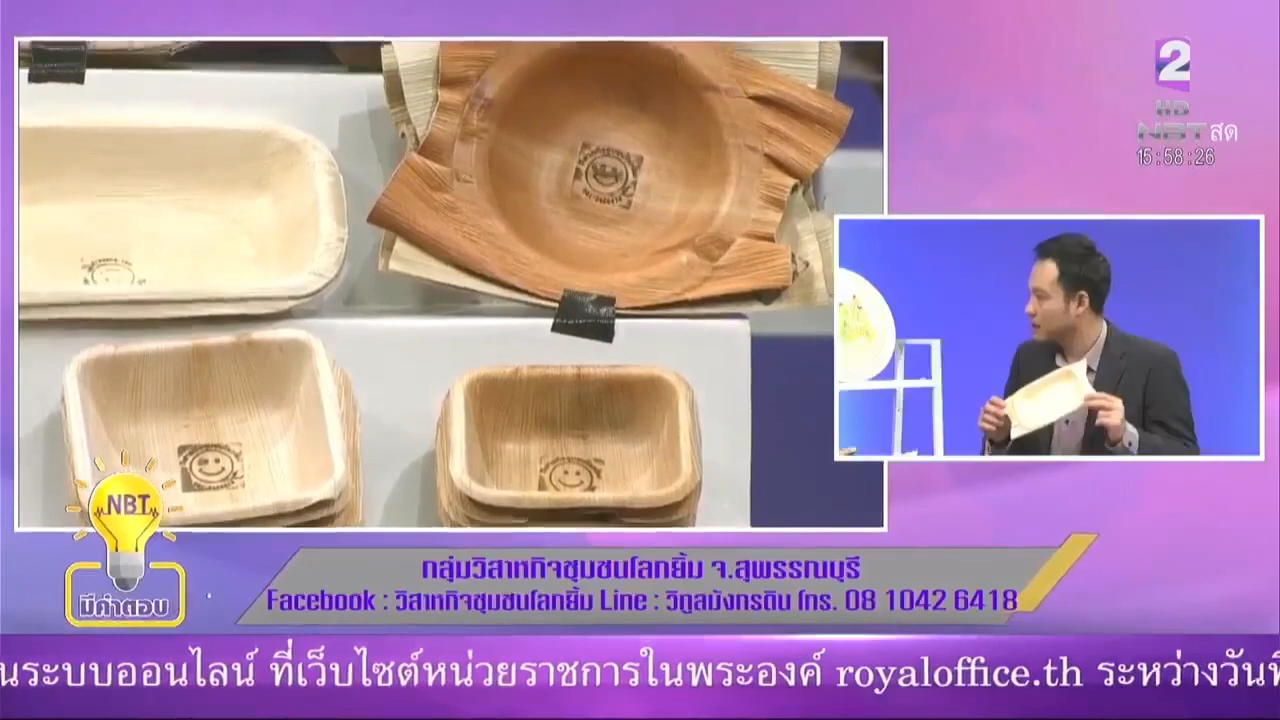 2
HD
NBT สด
15:58:26
NBT
มีคำตอบ
กลุ่มวิสาหกิจชุมชนโลกยิ้ม จ.สุพรรณบุรี
Facebook : วิสาหกิจชุมชนโลกยิ้ม Line : วิถูลมังกรดิน โทร. 08 1042 6418
นระบบออนไลน์ ที่เว็บไซต์หน่วยราชการในพระองค์ royaloffice.th ระหว่างวันที่